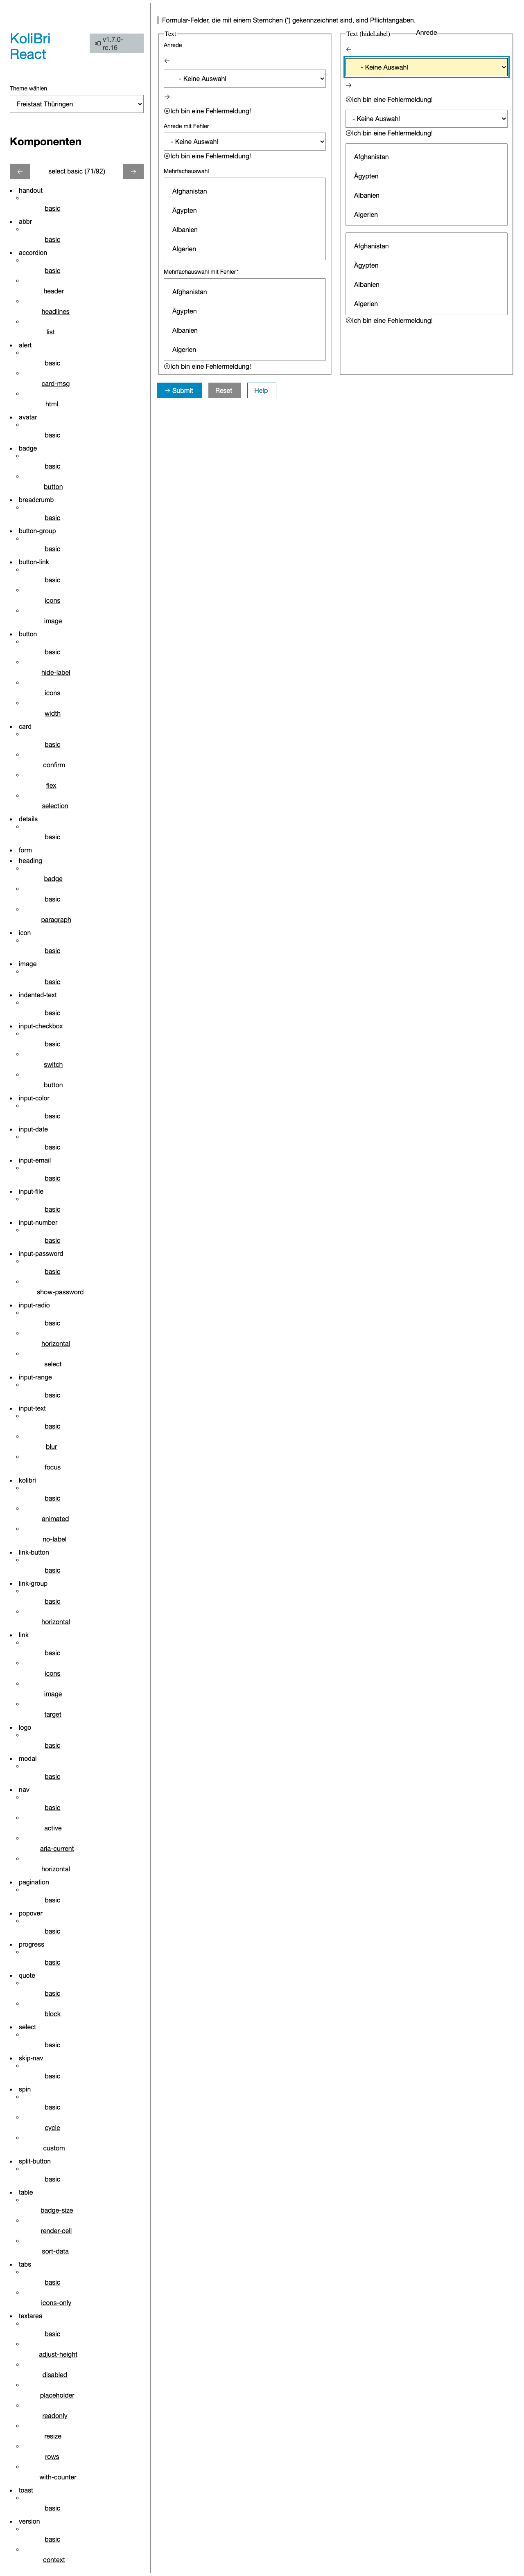 KoliBri
React
v1.7.0-
rc.16
Theme wählen
Freistaat Thüringen
Komponenten
← select basic (71/92) →
handout
basic
abbr
basic
accordion
basic
header
headlines
list
alert
basic
card-msg
html
avatar
basic
badge
basic
button
breadcrumb
basic
button-group
basic
button-link
basic
icons
image
button
basic
hide-label
icons
width
card
basic
confirm
flex
selection
details
basic
form
heading
badge
basic
paragraph
icon
basic
image
basic
indented-text
basic
input-checkbox
basic
switch
button
input-color
basic
input-date
basic
input-email
basic
input-file
basic
input-number
basic
input-password
basic
show-password
input-radio
basic
horizontal
select
input-range
basic
input-text
basic
blur
focus
kolibri
basic
animated
no-label
link-button
basic
link-group
basic
horizontal
link
basic
icons
image
target
logo
basic
modal
basic
nav
basic
active
aria-current
horizontal
pagination
basic
popover
basic
progress
basic
quote
basic
block
select
basic
skip-nav
basic
spin
basic
cycle
custom
split-button
basic
table
badge-size
render-cell
sort-data
tabs
basic
icons-only
textarea
basic
adjust-height
disabled
placeholder
readonly
resize
rows
with-counter
toast
basic
version
basic
context
Formular-Felder, die mit einem Sternchen (*) gekennzeichnet sind, sind Pflichtangaben.
Text
Anrede
←
- Keine Auswahl
→
Ich bin eine Fehlermeldung!
Anrede mit Fehler
- Keine Auswahl
Ich bin eine Fehlermeldung!
Mehrfachauswahl
Afghanistan
Ägypten
Albanien
Algerien
Mehrfachauswahl mit Fehler*
Afghanistan
Ägypten
Albanien
Algerien
Ich bin eine Fehlermeldung!
Text (hideLabel)
Anrede
←
- Keine Auswahl
→
Ich bin eine Fehlermeldung!
- Keine Auswahl
Ich bin eine Fehlermeldung!
Afghanistan
Ägypten
Albanien
Algerien
Afghanistan
Ägypten
Albanien
Algerien
Ich bin eine Fehlermeldung!
→ Submit
Reset
Help